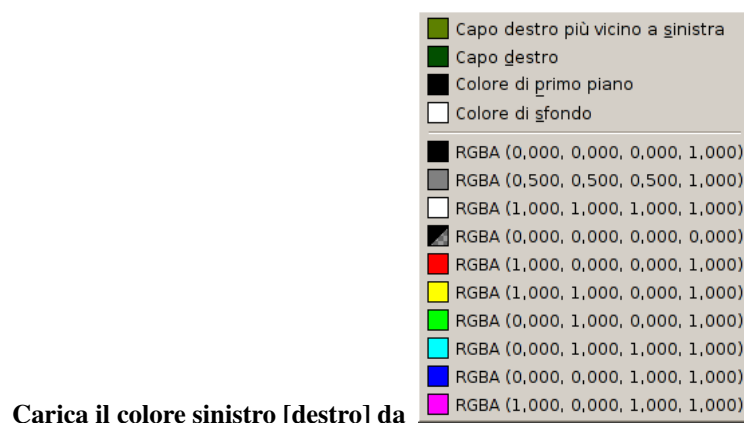 Capo destro più vicino a sinistra
Capo destro
Colore di primo piano
Colore di sfondo
RGBA (0,000, 0,000, 0,000, 1,000)
RGBA (0,500, 0,500, 0,500, 1,000)
RGBA (1,000, 1,000, 1,000, 1,000)
RGBA (0,000, 0,000, 0,000, 0,000)
RGBA (1,000, 0,000, 0,000, 1,000)
RGBA (1,000, 1,000, 0,000, 1,000)
RGBA (0,000, 1,000, 0,000, 1,000)
RGBA (0,000, 1,000, 1,000, 1,000)
RGBA (0,000, 0,000, 1,000, 1,000)
RGBA (1,000, 0,000, 1,000, 1,000)
Carica il colore sinistro [destro] da